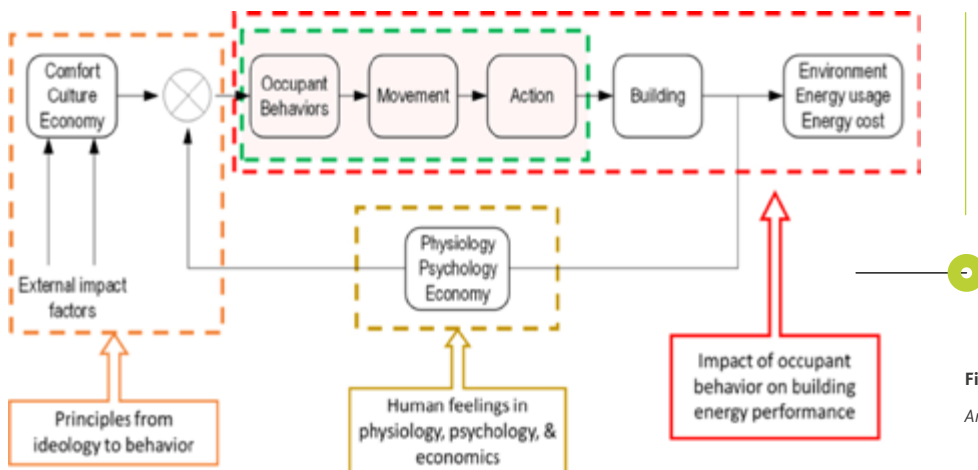 Comfort
Culture
Economy
Occupant
Behaviors
Movement
Action
Building
Environment
Energy usage
Energy cost
Physiology
Psychology
Economy
External impact
factors
Principles from
ideology to behavior
Human feelings in
physiology, psychology, &
economics
Impact of occupant
behavior on building
energy performance